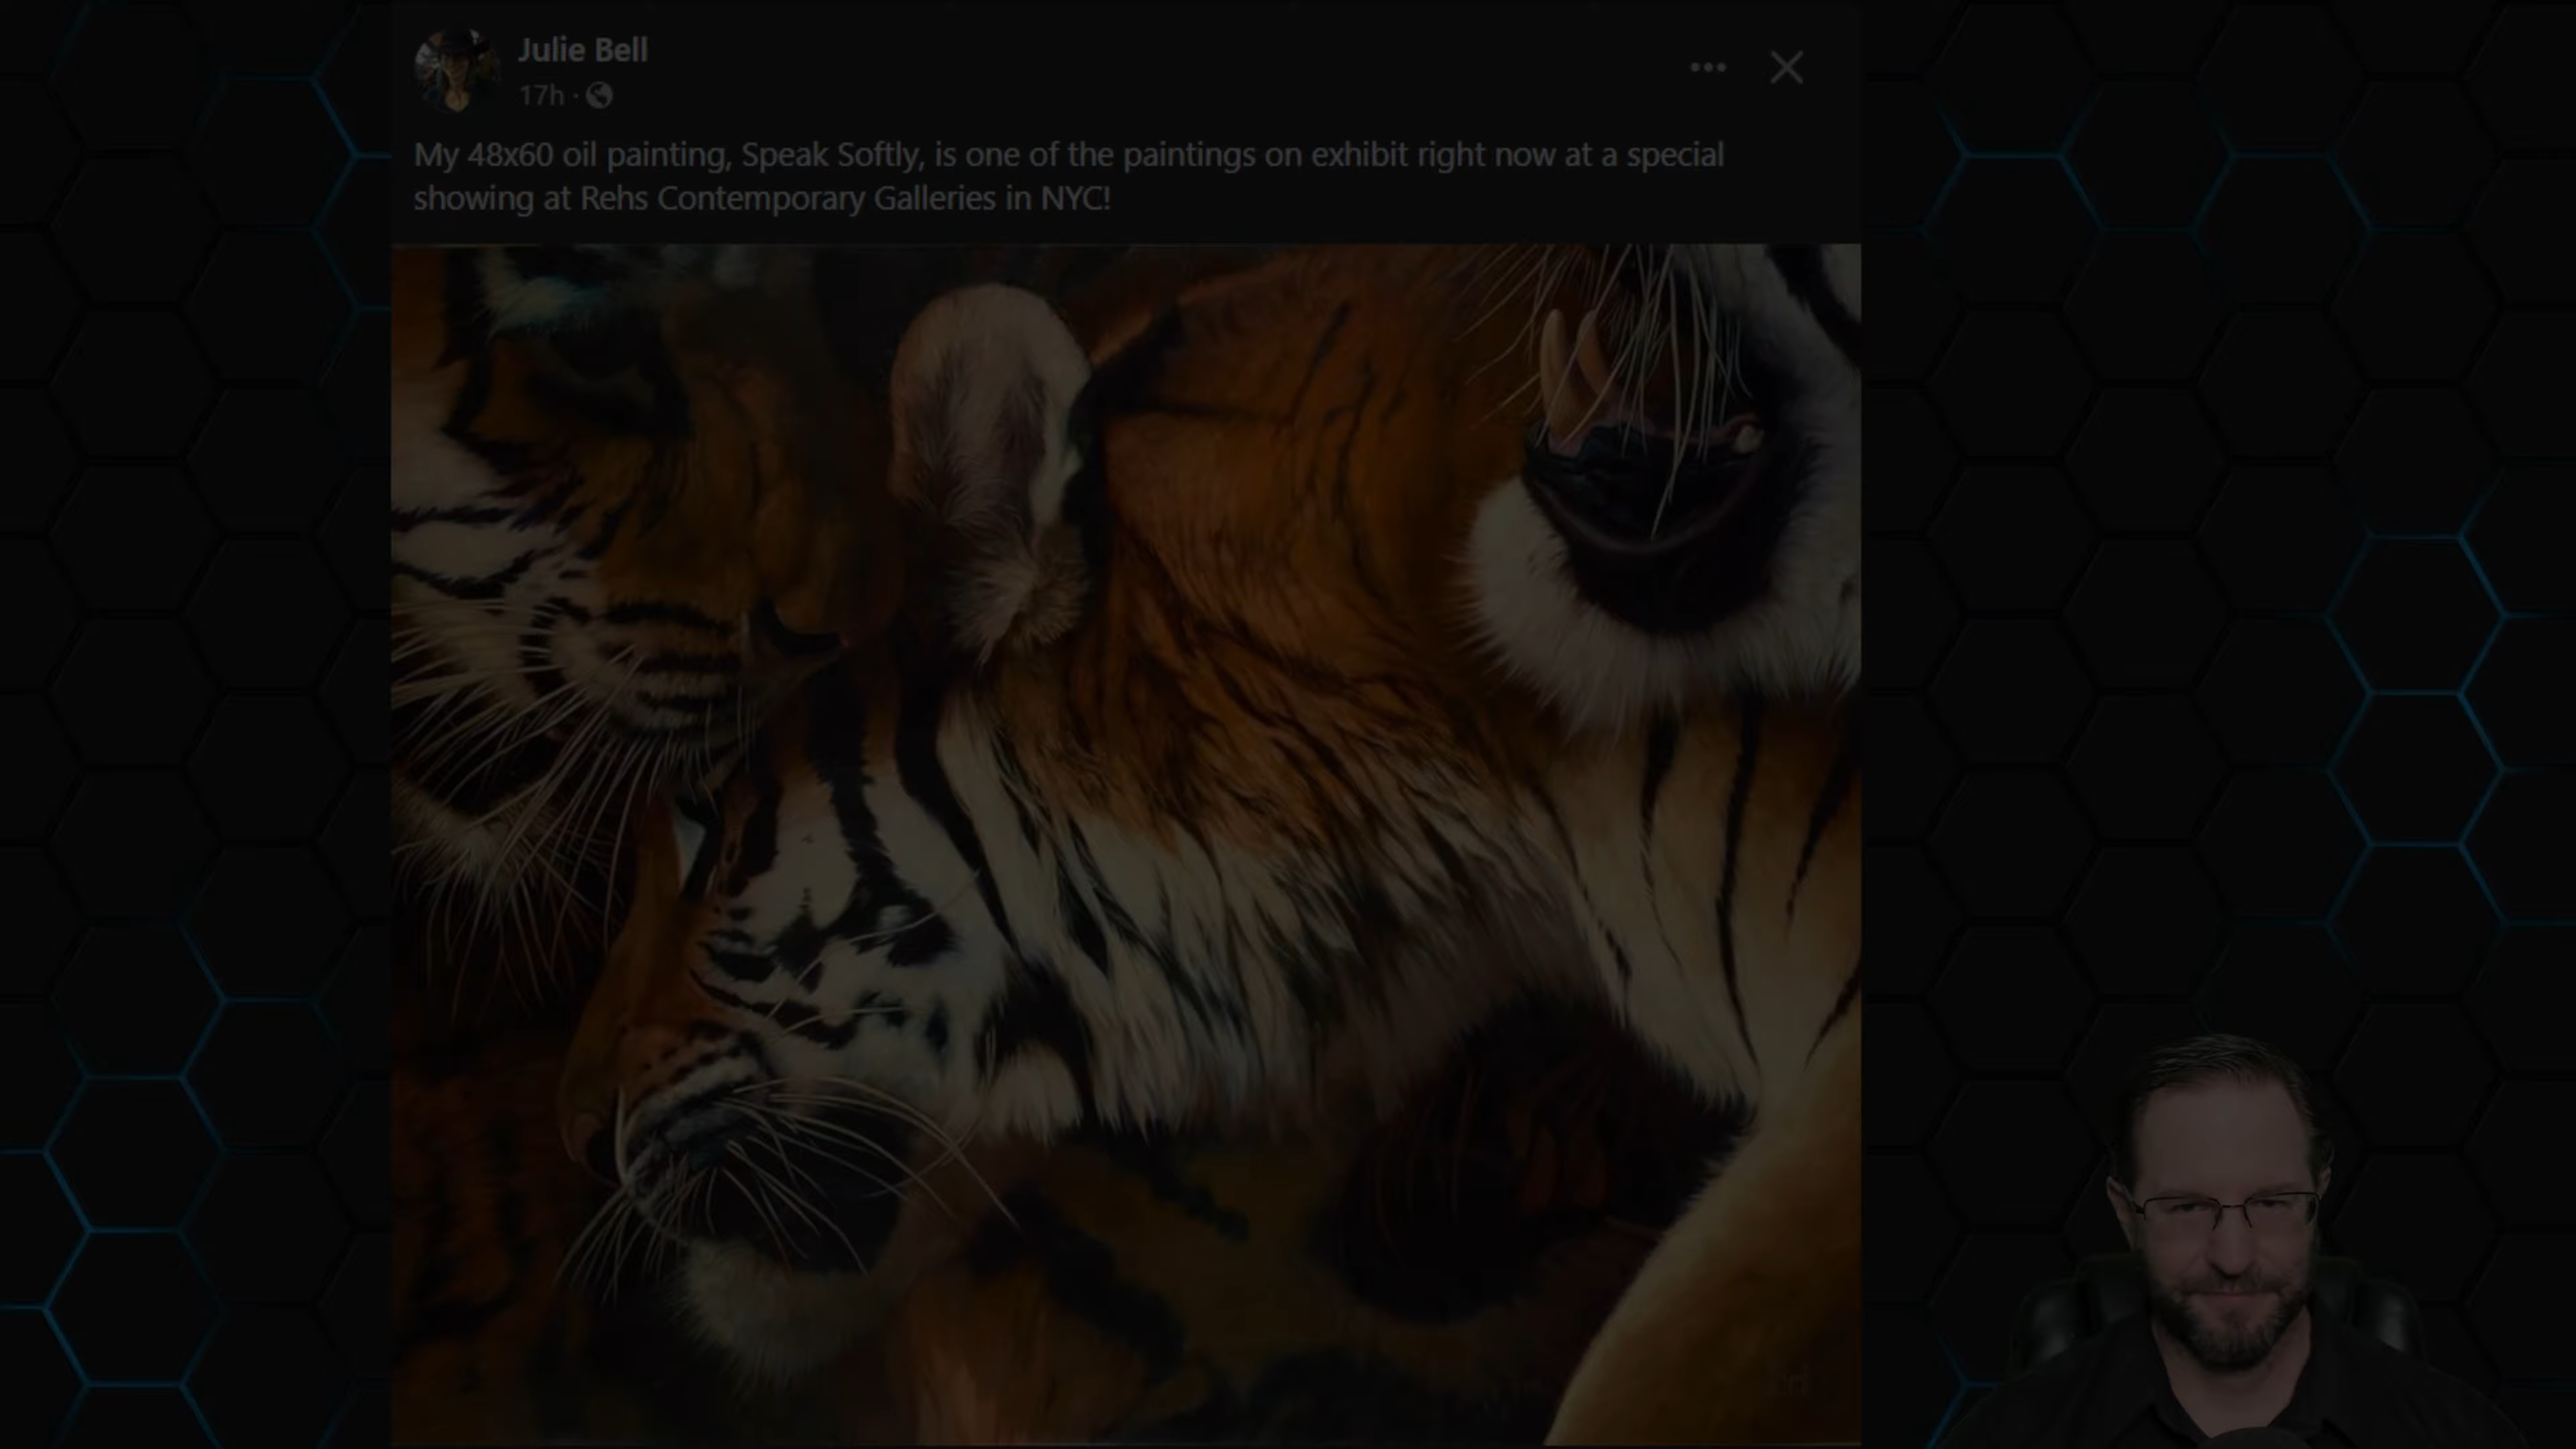 Julie Bell
17h ·
My 48x60 oil painting, Speak Softly, is one of the paintings on exhibit right now at a special
showing at Rehs Contemporary Galleries in NYC!